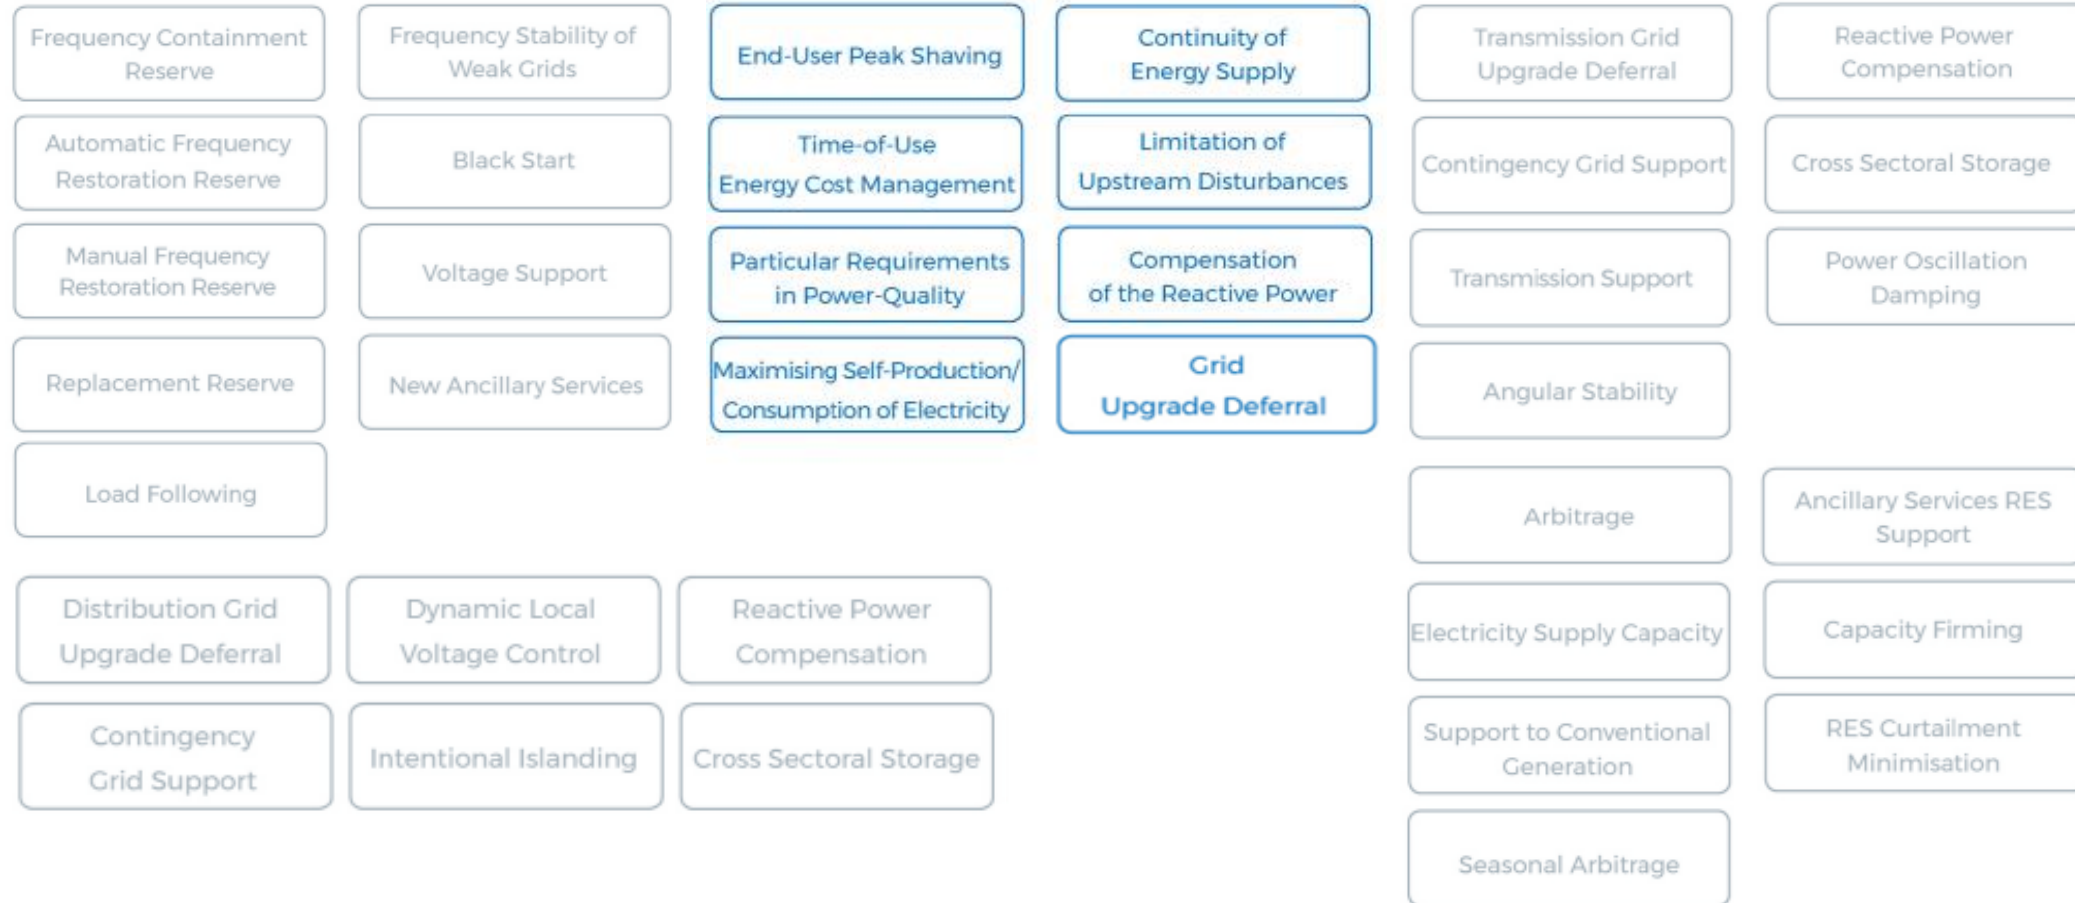 Frequency Containment
Reserve
Automatic Frequency
Restoration Reserve
Manual Frequency
Restoration Reserve
Replacement Reserve
Load Following
Frequency Stability of
Weak Grids
Black Start
Voltage Support
New Ancillary Services
End-User Peak Shaving
Time-of-Use
Energy Cost Management
Particular Requirements
in Power-Quality
Maximising Self-Production/
Consumption of Electricity
Continuity of
Energy Supply
Limitation of
Upstream Disturbances
Compensation
of the Reactive Power
Grid
Upgrade Deferral
Transmission Grid
Upgrade Deferral
Contingency Grid Support
Transmission Support
Angular Stability
Reactive Power
Compensation
Cross Sectoral Storage
Power Oscillation
Damping
Distribution Grid
Upgrade Deferral
Contingency
Grid Support
Dynamic Local
Voltage Control
Intentional Islanding
Reactive Power
Compensation
Cross Sectoral Storage
Arbitrage
Electricity Supply Capacity
Support to Conventional
Generation
Seasonal Arbitrage
Ancillary Services RES
Support
Capacity Firming
RES Curtailment
Minimisation